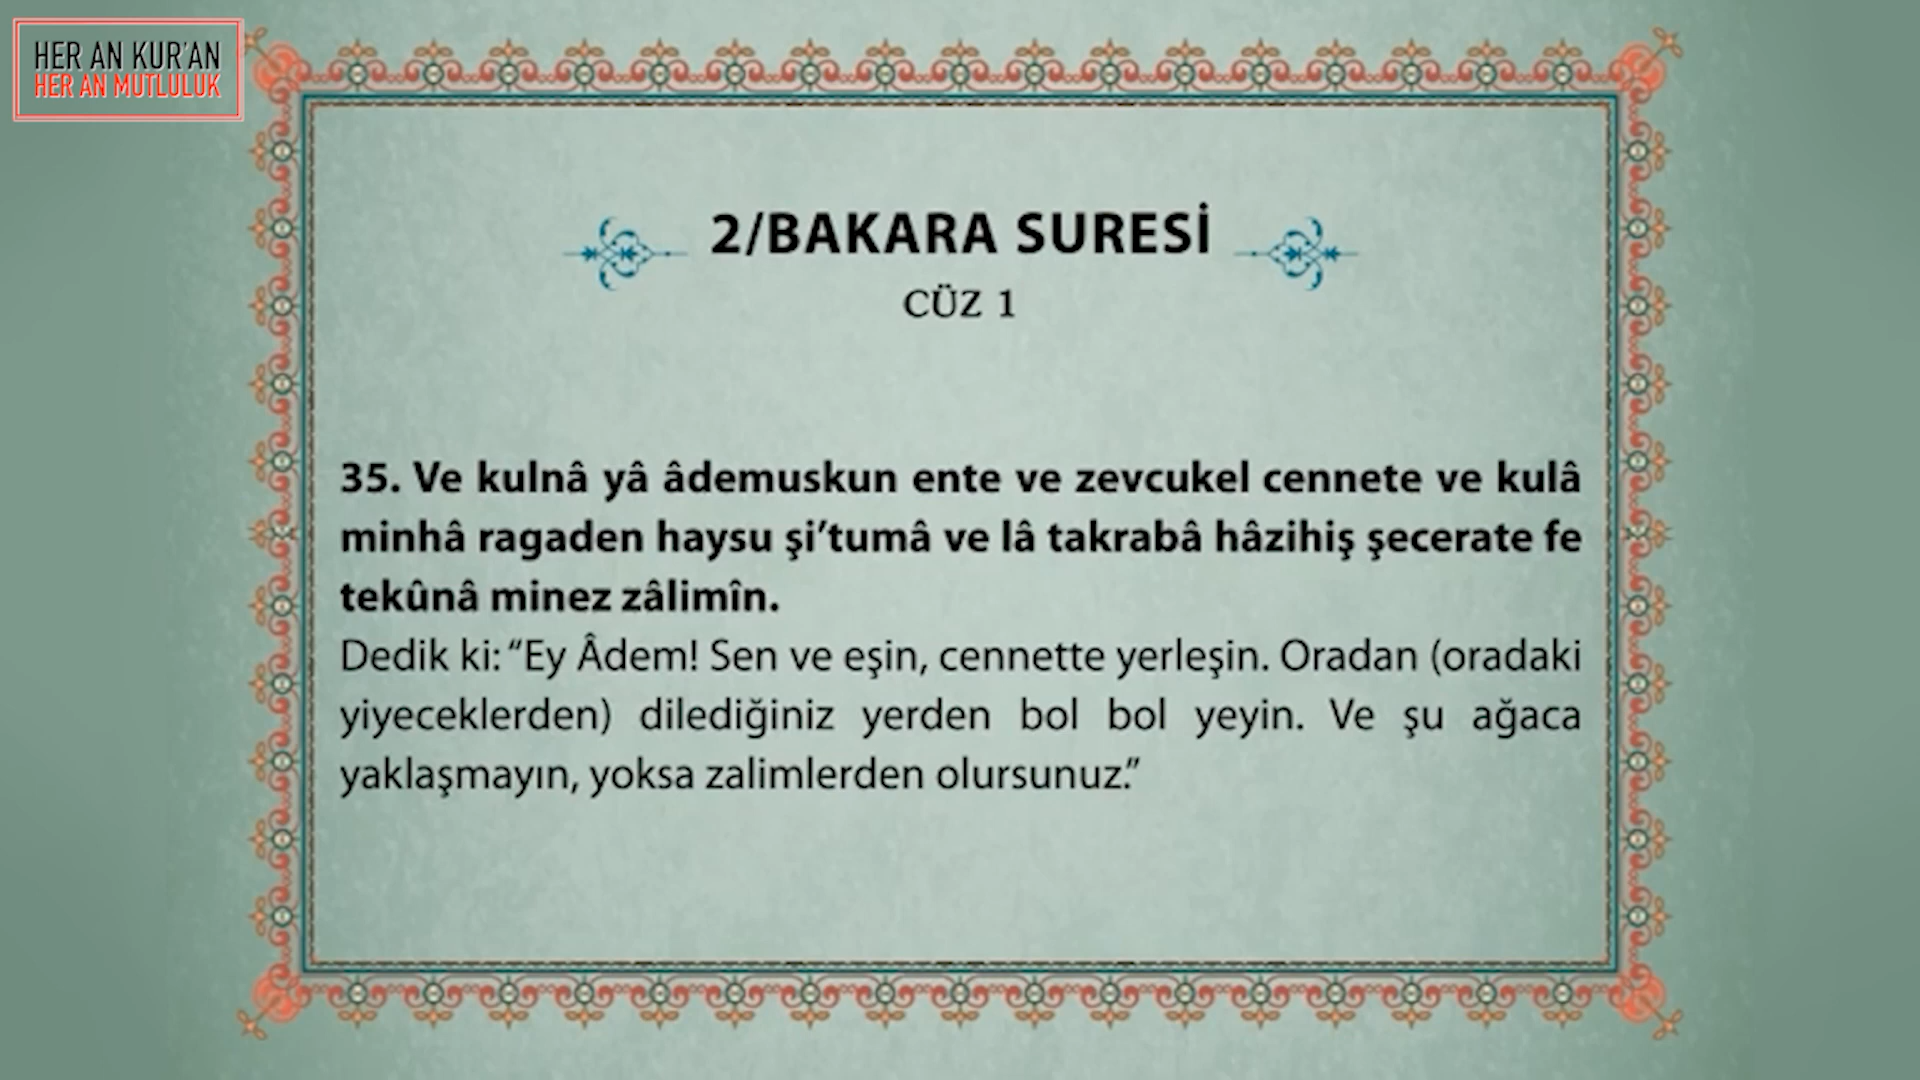 HER AN KUR'AN
HER AN MUTLULUK
2/BAKARA SURESİ
CÜZ 1
35. Ve kulnâ yâ âdemuskun ente ve zevcukel cennete ve kulâ
minhâ ragaden haysu şi’tumâ ve lâ takrabâ hâzihiş şecerate fe
tekûnâ minez zâlimîn.
Dedik ki: “Ey Âdem! Sen ve eşin, cennette yerleşin. Oradan (oradaki
yiyeceklerden) dilediğiniz yerden bol bol yeyin. Ve şu ağaca
yaklaşmayın, yoksa zalimlerden olursunuz.”